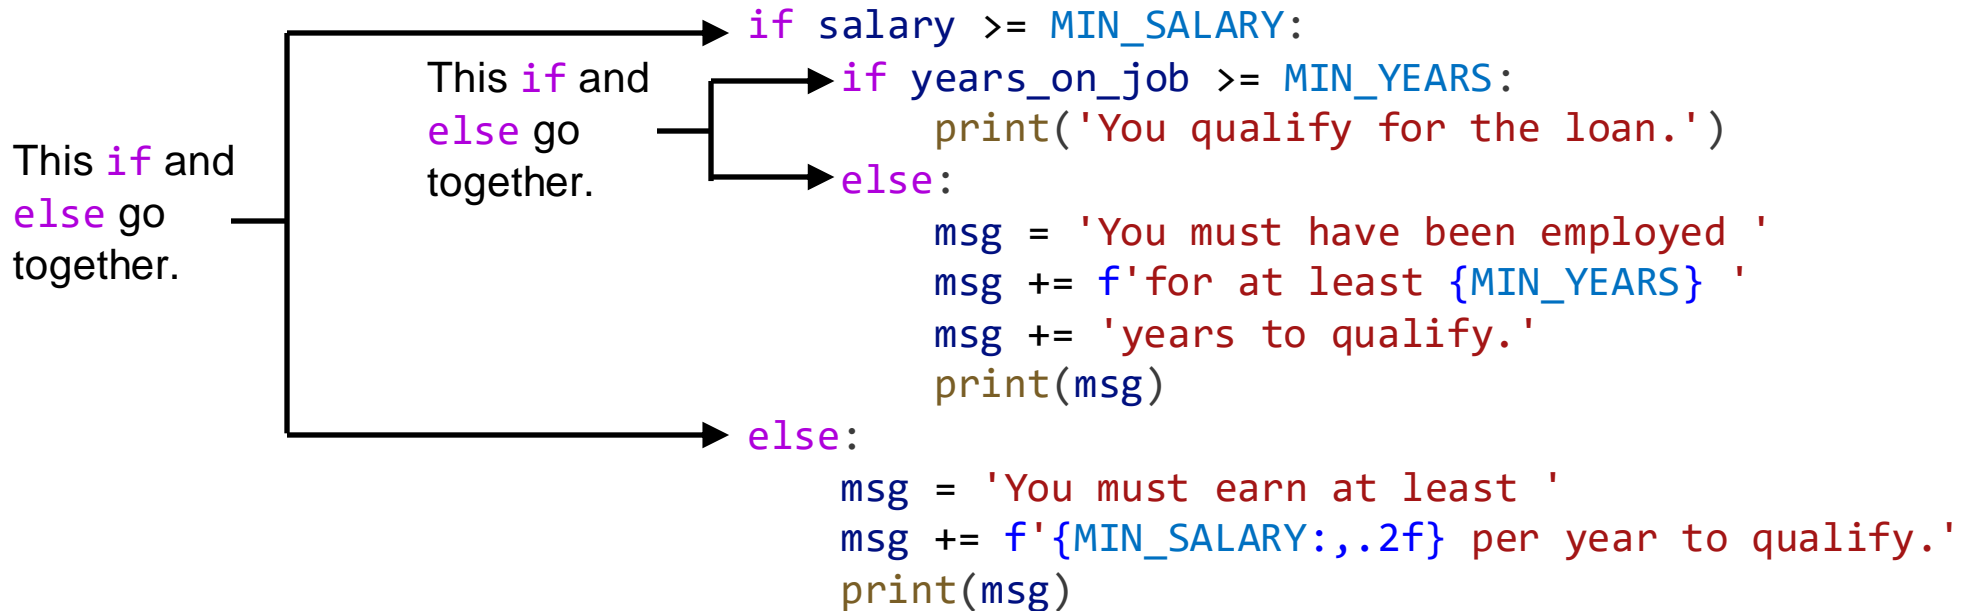 This if and
else go
together.
This if and
else go
together.
if salary >= MIN_SALARY:
    if years_on_job >= MIN_YEARS:
        print('You qualify for the loan.')
    else:
        msg = 'You must have been employed '
        msg += f'for at least {MIN_YEARS} '
        msg += 'years to qualify.'
        print(msg)
else:
    msg = 'You must earn at least '
    msg += f'{MIN_SALARY:,.2f} per year to qualify.'
    print(msg)